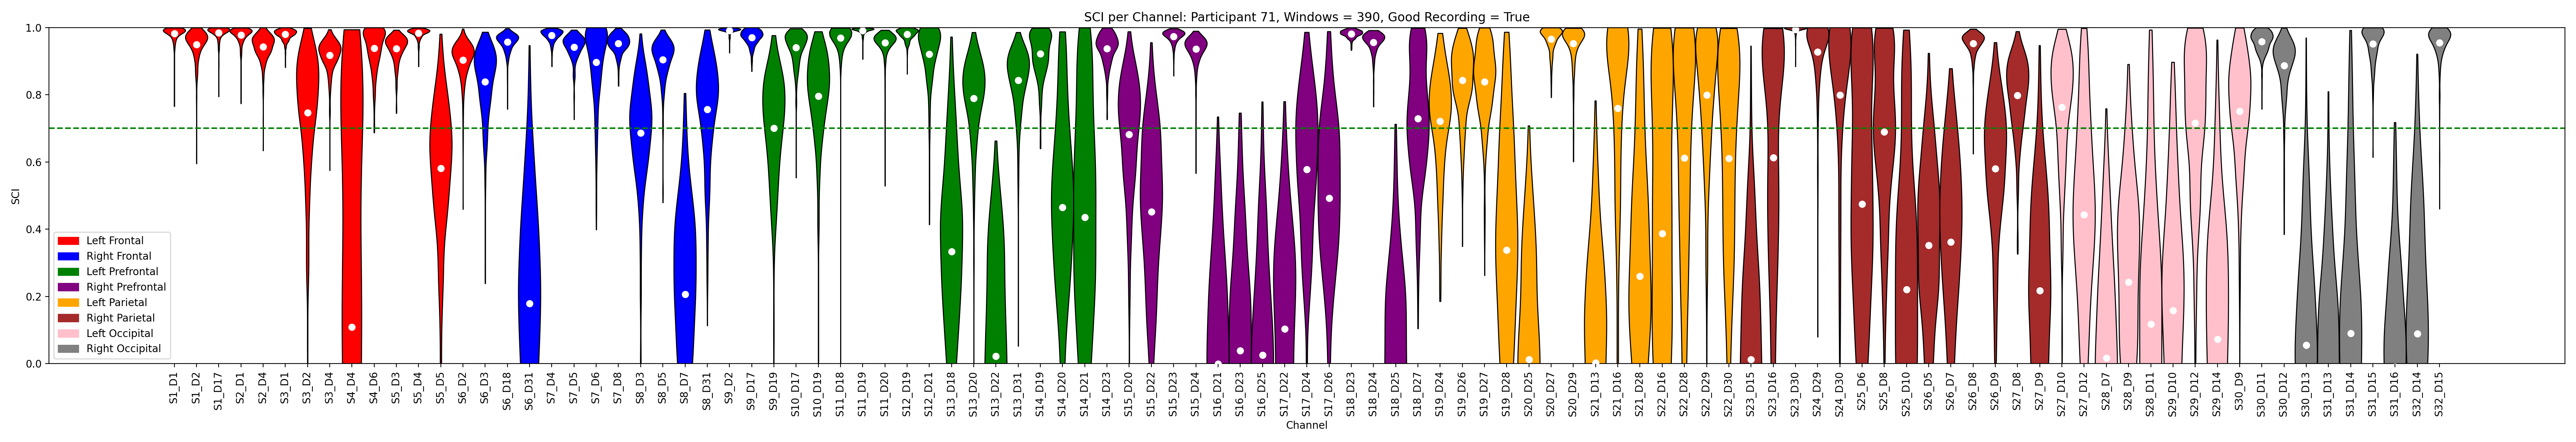 SCI per Channel: Participant 71, Windows = 390, Good Recording = True
SCI
1.0
0.8
0.6
0.4
0.2
0.0
Left Frontal
Right Frontal
Left Prefrontal
Right Prefrontal
Left Parietal
Right Parietal
Left Occipital
Right Occipital
S1_D1
S1_D2
S1_D17
S2_D1
S2_D4
S3_D1
S3_D2
S3_D4
S4_D4
S4_D6
S5_D3
S5_D4
S5_D5
S6_D2
S6_D3
S6_D18
S6_D31
S7_D4
S7_D5
S7_D6
S7_D8
S8_D3
S8_D5
S8_D7
S8_D31
S9_D2
S9_D17
S9_D19
S10_D17
S10_D19
S11_D18
S11_D19
S11_D20
S12_D19
S12_D21
S13_D18
S13_D20
S13_D22
S13_D31
S14_D19
S14_D20
S14_D21
S14_D23
S15_D20
S15_D22
S15_D23
S15_D24
S16_D21
S16_D23
S16_D25
S17_D22
S17_D24
S17_D26
S18_D23
S18_D24
S18_D25
S18_D27
S19_D24
S19_D26
S19_D27
S19_D28
S20_D25
S20_D27
S20_D29
S21_D13
S21_D16
S21_D28
S22_D16
S22_D28
S22_D29
S22_D30
S23_D15
S23_D16
S23_D30
S24_D29
S24_D30
S25_D6
S25_D8
S25_D10
S26_D5
S26_D7
S26_D8
S26_D9
S27_D8
S27_D9
S27_D10
S27_D12
S28_D7
S28_D9
S28_D11
S29_D10
S29_D12
S29_D14
S30_D9
S30_D11
S30_D12
S30_D13
S31_D13
S31_D14
S31_D15
S31_D16
S32_D14
S32_D15
Channel